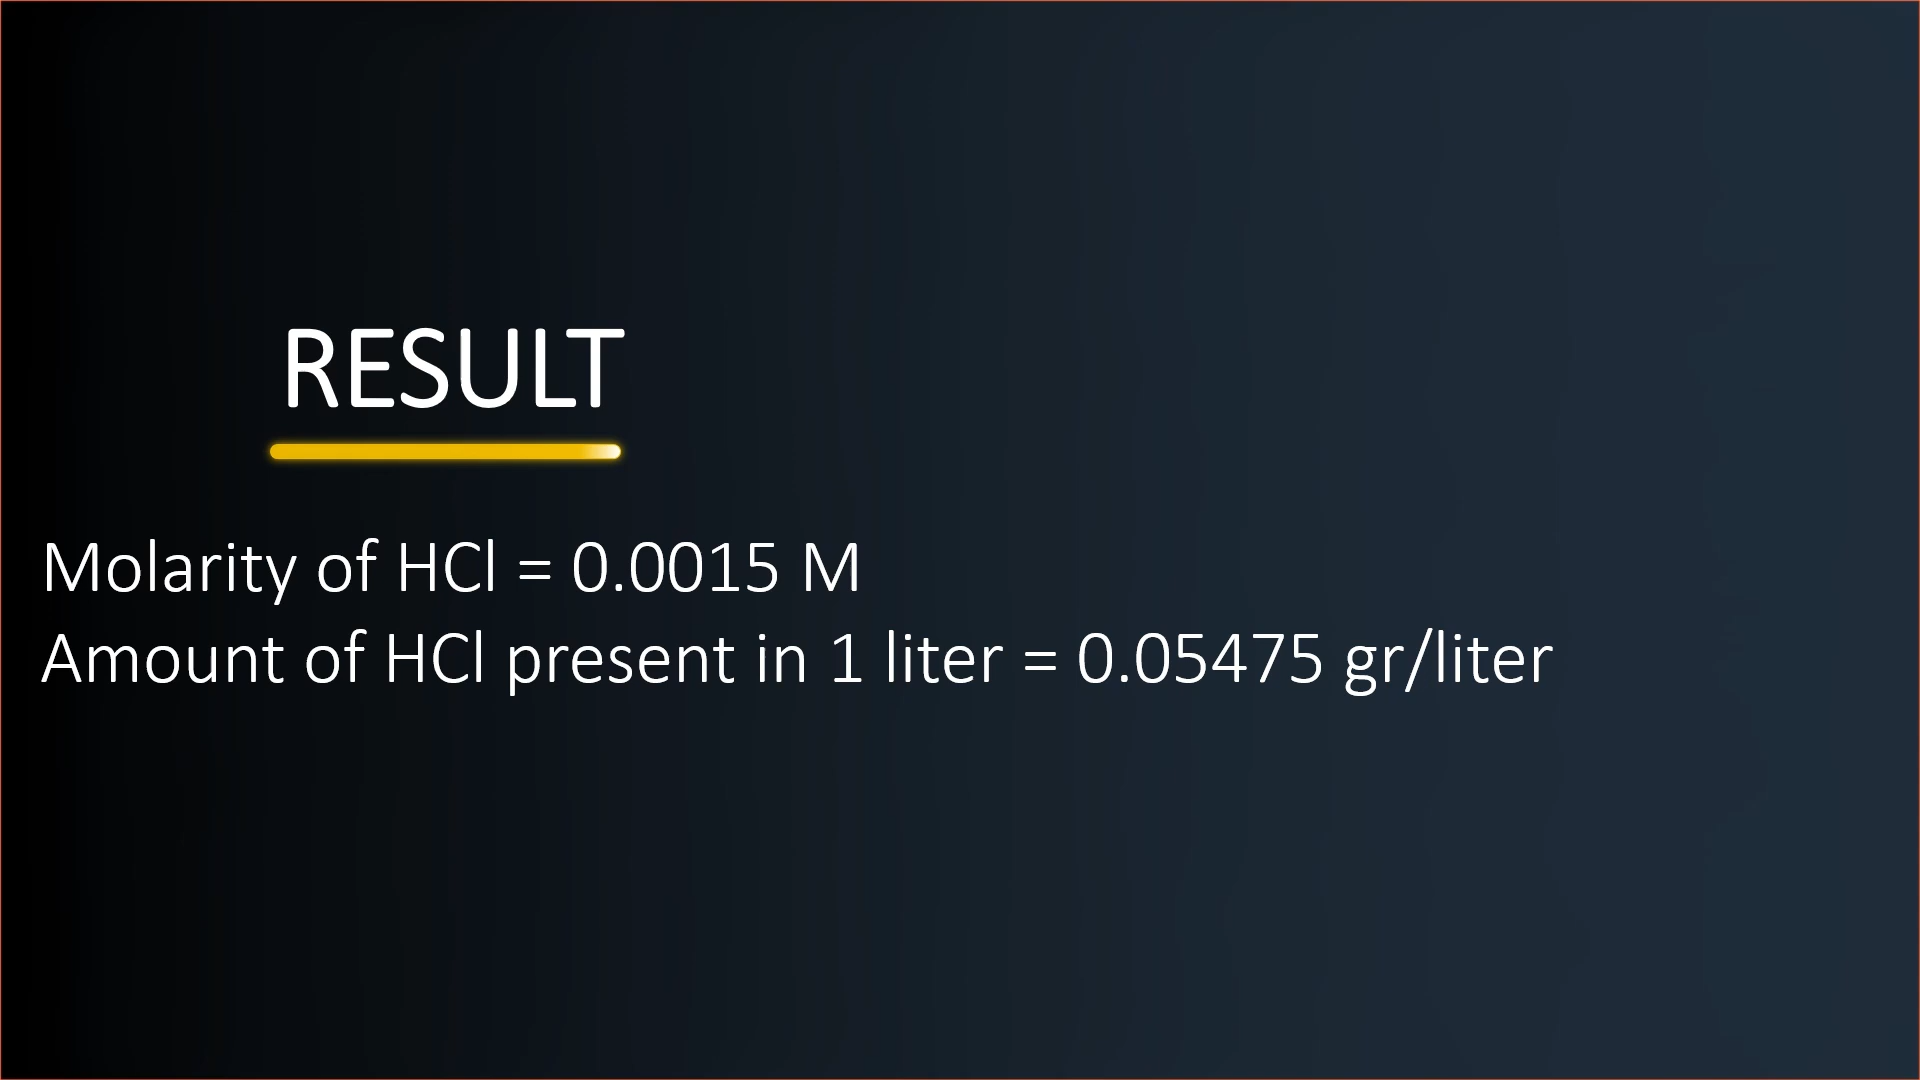 RESULT
Molarity of HCl = 0.0015 M
Amount of HCl present in 1 liter = 0.05475 gr/liter